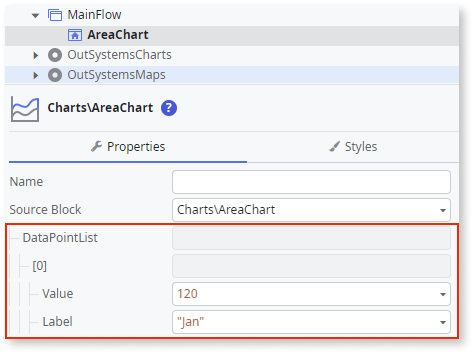 MainFlow
AreaChart
OutSystemsCharts
OutSystemsMaps
Charts\AreaChart ?
Properties Styles
Name
Source Block Charts\AreaChart
DataPointList
[0]
Value 120
Label "Jan"